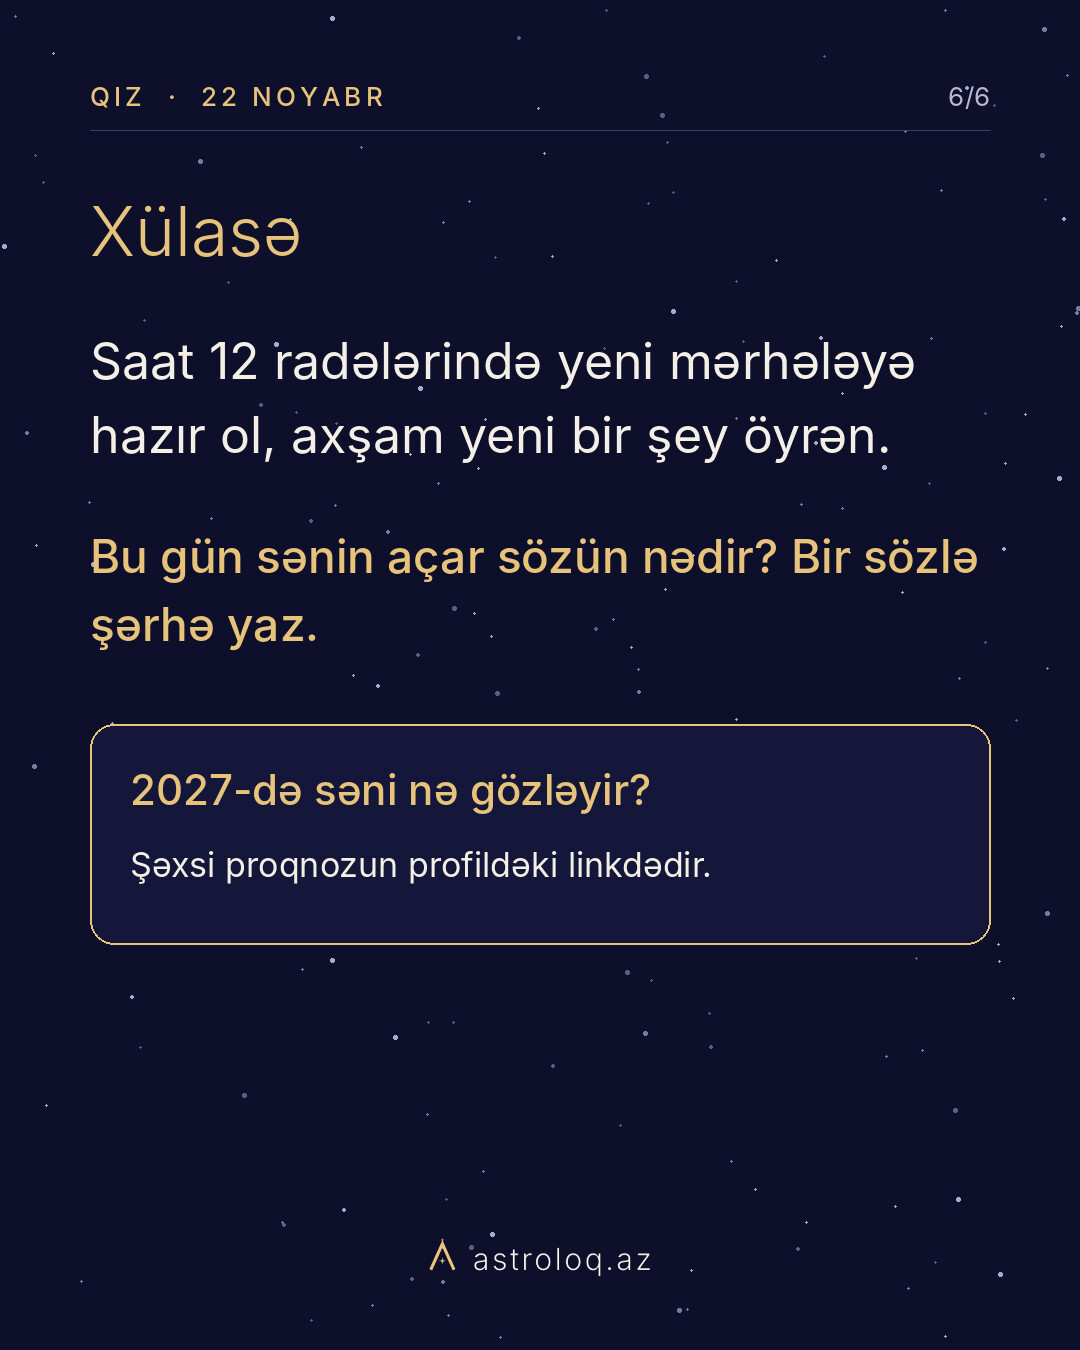 QIZ · 22 NOYABR
6/6
Xülasə
Saat 12 radələrində yeni mərhələyə
hazır ol, axşam yeni bir şey öyrən.
Bu gün sənin açar sözün nədir? Bir sözlə
şərhə yaz.
2027-də səni nə gözləyir?
Şəxsi proqnozun profildəki linkdədir.
astroloq.az